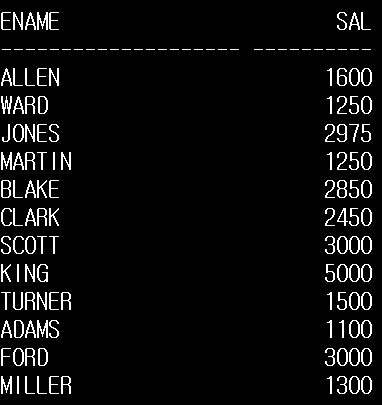 ENAME SAL
-------------------- ----------
ALLEN 1600
WARD 1250
JONES 2975
MARTIN 1250
BLAKE 2850
CLARK 2450
SCOTT 3000
KING 5000
TURNER 1500
ADAMS 1100
FORD 3000
MILLER 1300